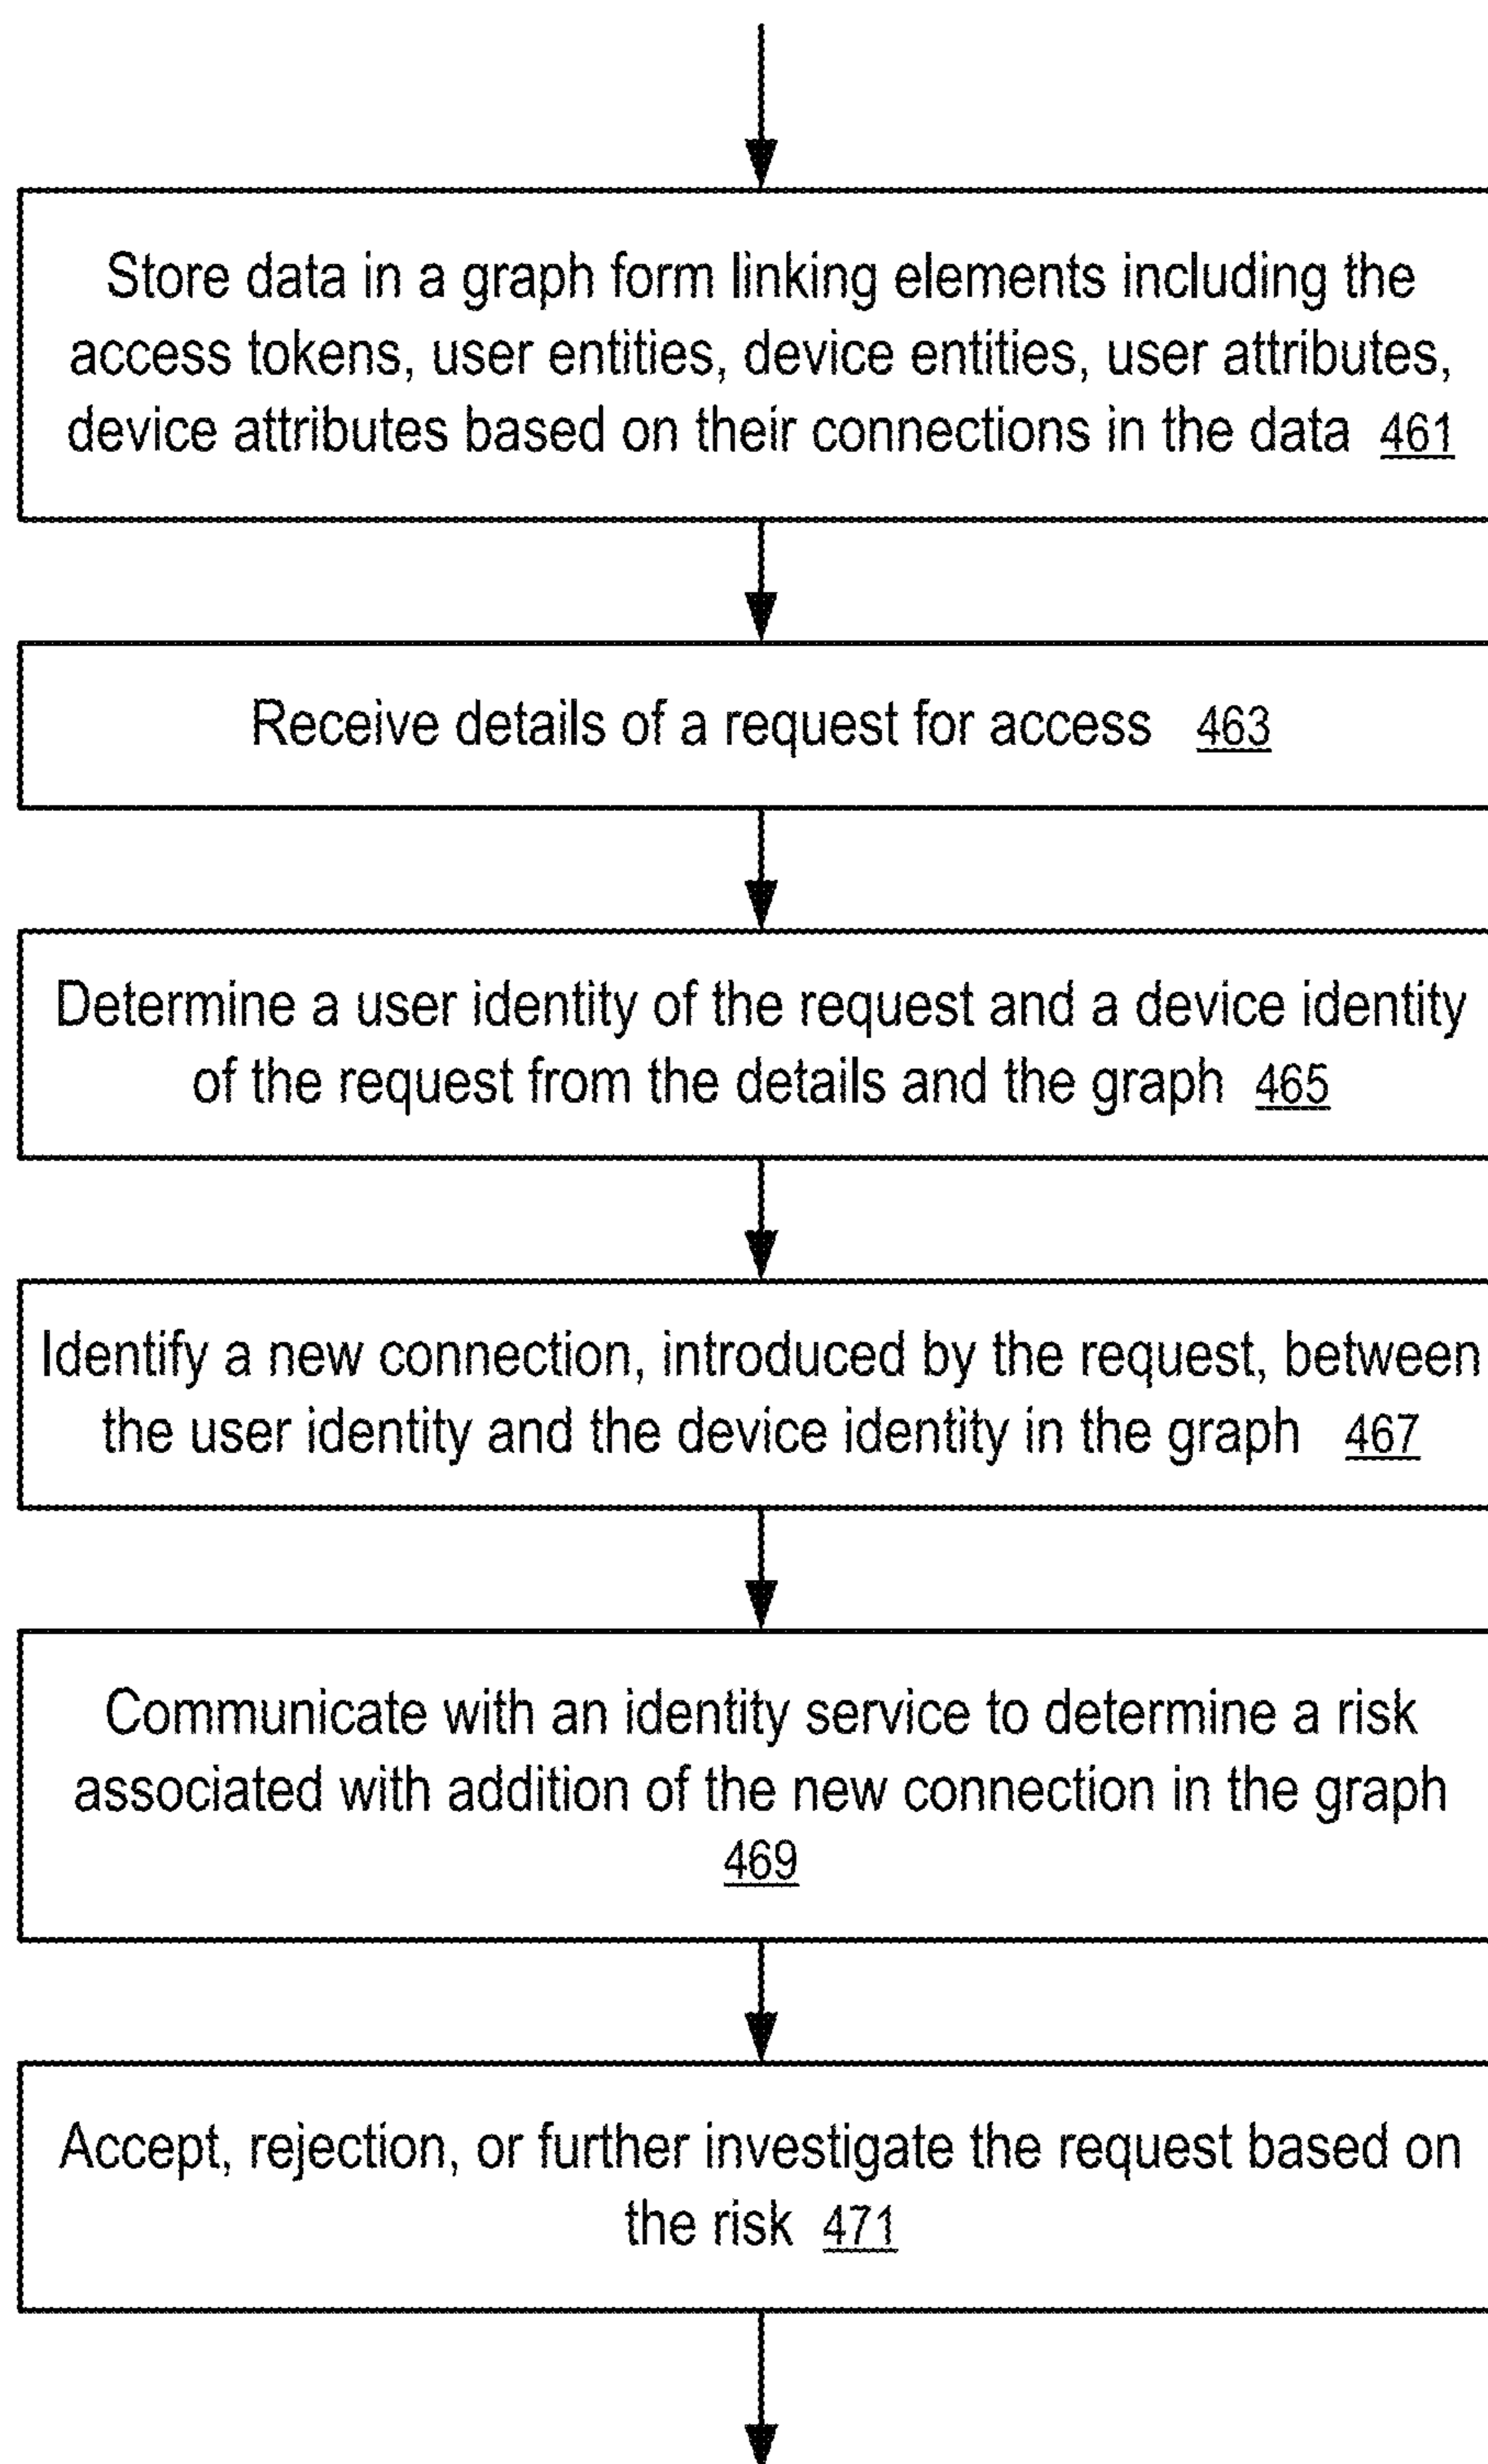 Store data in a graph form linking elements including the
access tokens, user entities, device entities, user attributes,
device attributes based on their connections in the data 461
Receive details of a request for access 463
Determine a user identity of the request and a device identity
of the request from the details and the graph 465
Identify a new connection, introduced by the request, between
the user identity and the device identity in the graph 467
Communicate with an identity service to determine a risk
associated with addition of the new connection in the graph
469
Accept, rejection, or further investigate the request based on
the risk 471